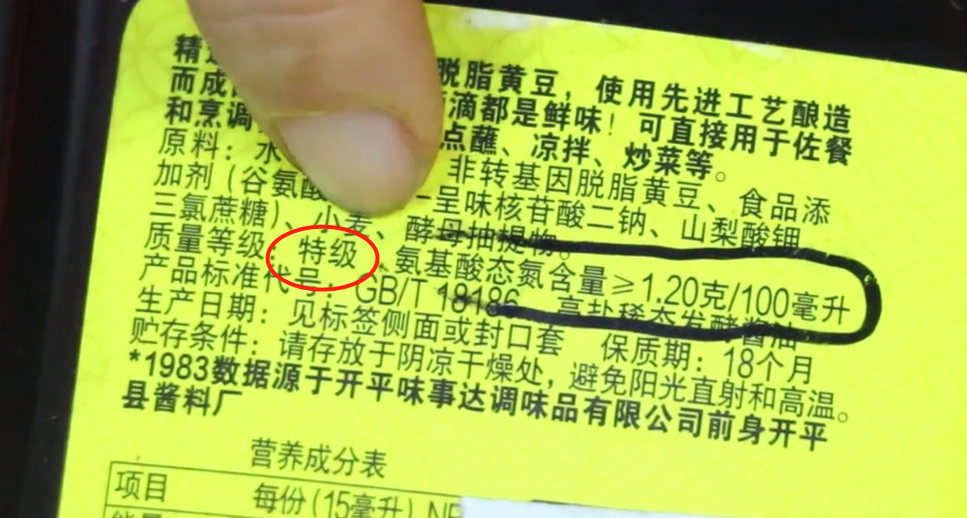 精 脱脂黄豆，使用先进工艺酿造
而成 滴都是鲜味！可直接用于佐餐
和烹调 点蘸、凉拌、炒菜等。
原料：水 非转基因脱脂黄豆、食品添
加剂（谷氨酸 呈味核苷酸二钠、山梨酸钾
三氯蔗糖）、小麦、酵母抽提物。
质量等级：特级 氨基酸态氮含量≥1.20克/100毫升
产品标准代号：GB/T 18186 高盐稀态发酵酱油
生产日期：见标签侧面或封口套 保质期：18个月
贮存条件：请存放于阴凉干燥处，避免阳光直射和高温。
*1983数据源于开平味事达调味品有限公司前身开平
县酱料厂
营养成分表
项目 每份(15毫升)